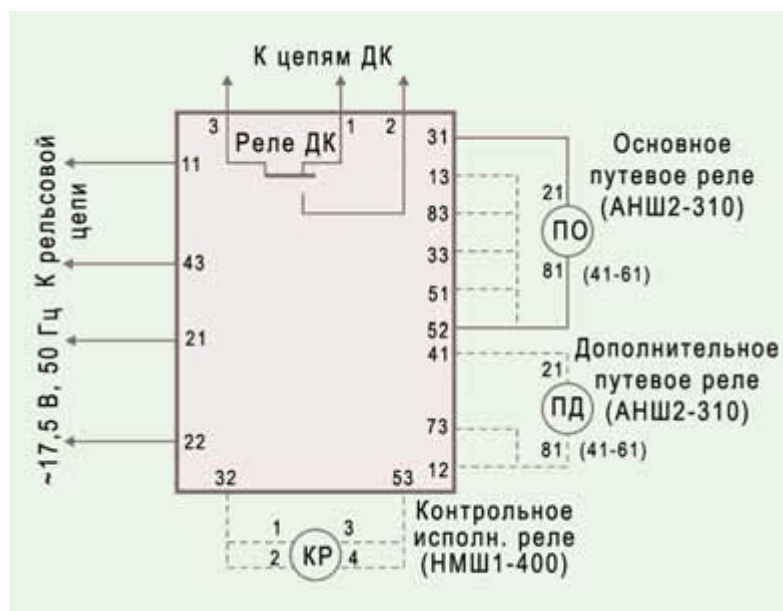 К цепям ДК
3
1
2
Реле ДК
11
43
21
22
К рельсовой
цепи
~17,5 В, 50 Гц
31
13
83
33
51
52
41
73
12
32
53
Основное
путевое реле
(АНШ2-310)
21
ПО
81
(41-61)
Дополнительное
путевое реле
(АНШ2-310)
21
ПД
81
(41-61)
1
2
КР
3
4
Контрольное
исполн. реле
(НМШ1-400)